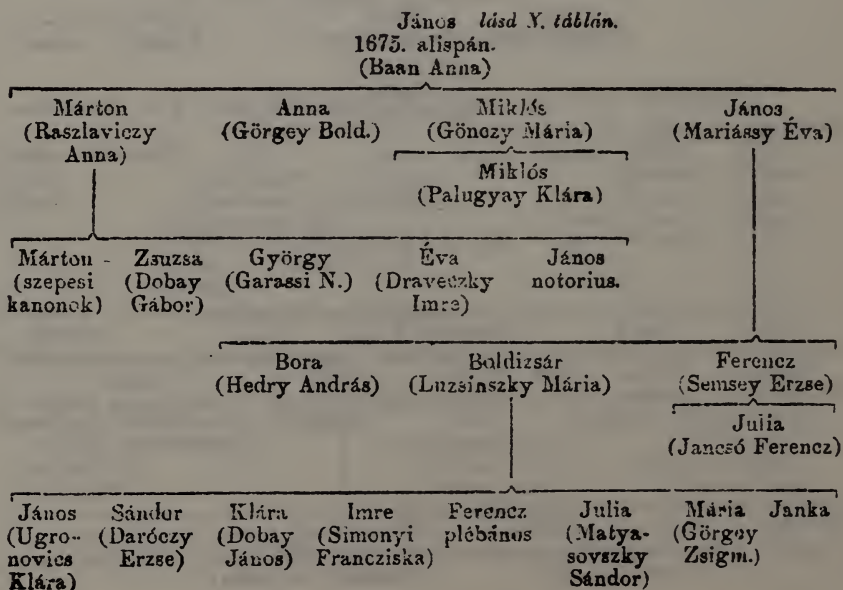 János lásd X. táblán.
1675. alispán.
(Baan Anna)
Márton Anna Miklós János
(Raszlaviczy (Görgey Bold.) (Gönczy Mária) (Mariássy Éva)
Anna)
Miklós
(Palugyay Klára)
Márton - Zsuzsa György Éva János
(szepesi (Dobay (Garassi N.) (Draveczky notorius.
kanonok) Gábor) Imre)
Bora Boldizsár Ferencz
(Hedry András) (Luzsinszky Mária) (Semsey Erzse)
Julia
(Jancsó Ferencz)
János Sándor Klára Imre Ferencz Julia Mária Janka
(Ugro- (Daróczy (Dobay (Simonyi plébános (Matya- (Görgey
novics Erzse) János) Francziska) sovszky Zsigm.)
Klára) Sándor)